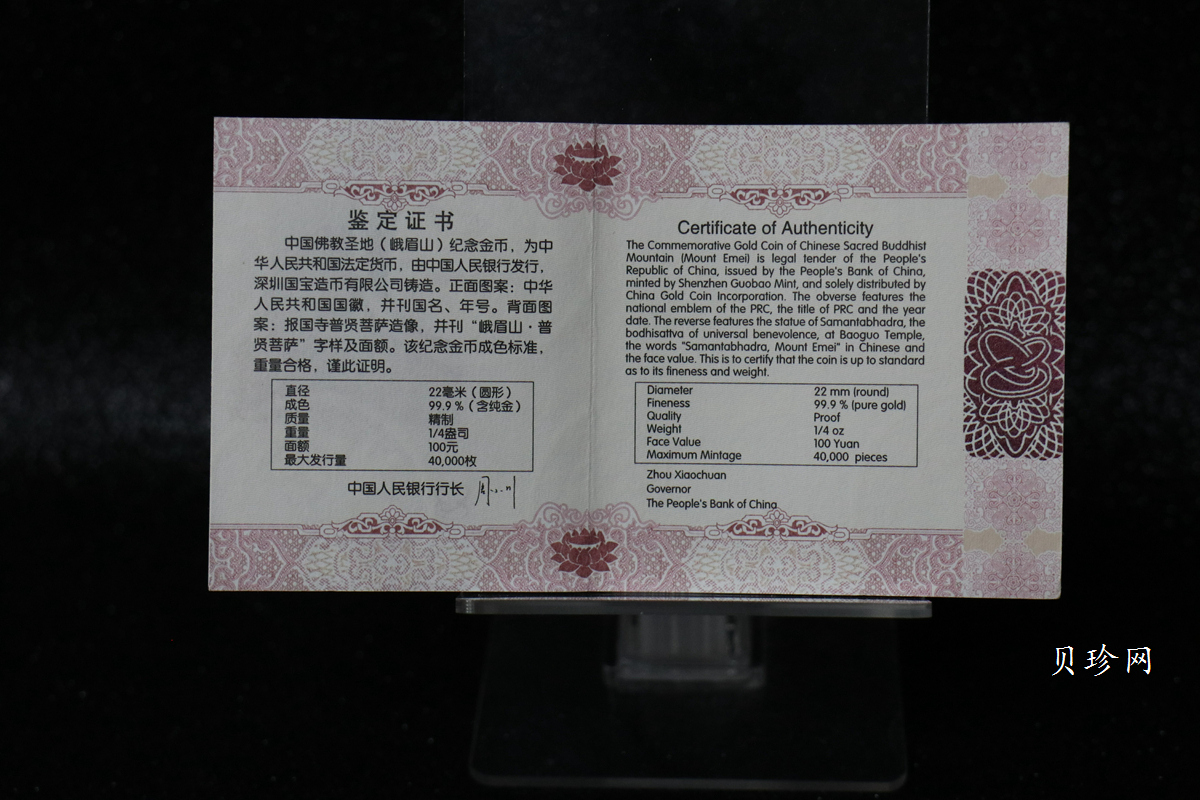 鉴定证书
中国佛教圣地（峨眉山）纪念金币，为中
华人民共和国法定货币，由中国人民银行发行，
深圳国宝造币有限公司铸造。正面图案：中华
人民共和国国徽，并刊国名、年号。背面图
案：报国寺普贤菩萨造像，并刊“峨眉山·普
贤菩萨”字样及面额。该纪念金币成色标准，
重量合格，谨此证明。
直径 22毫米（圆形）
成色 99.9％（含纯金）
质量 精制
重量 1/4盎司
面额 100元
最大发行量 40,000枚
中国人民银行行长
Certificate of Authenticity
The Commemorative Gold Coin of Chinese Sacred Buddhist
Mountain (Mount Emei) is legal tender of the People's
Republic of China, issued by the People's Bank of China,
minted by Shenzhen Guobao Mint, and solely distributed by
China Gold Coin Incorporation. The obverse features the
national emblem of the PRC, the title of PRC and the year
date. The reverse features the statue of Samantabhadra, the
bodhisattva of universal benevolence, at Baoguo Temple,
the words "Samantabhadra, Mount Emei" in Chinese and
the face value. This is to certify that the coin is up to standard
as to its fineness and weight.
Diameter 22 mm (round)
Fineness 99.9 % (pure gold)
Quality Proof
Weight 1/4 oz
Face Value 100 Yuan
Maximum Mintage 40,000 pieces
Zhou Xiaochuan
Governor
The People's Bank of China
贝珍网